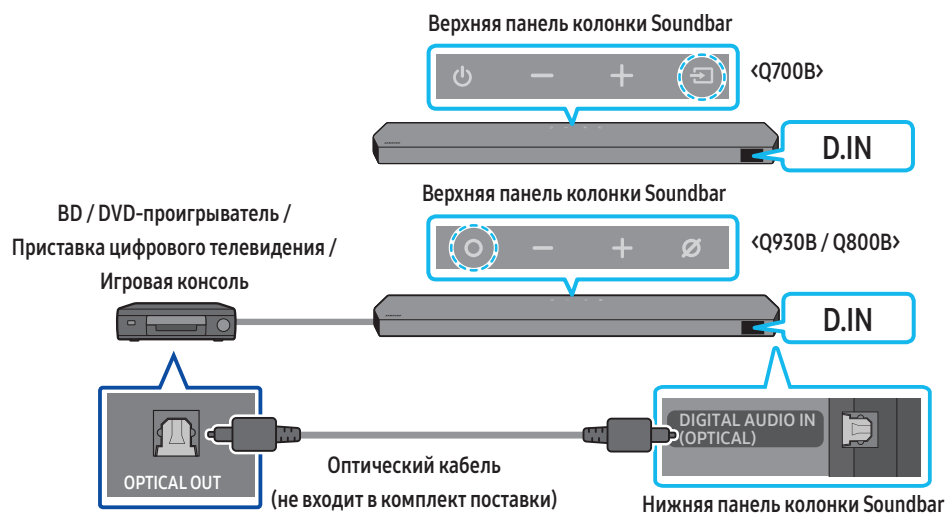 Верхняя панель колонки Soundbar
<Q700B>
D.IN
Верхняя панель колонки Soundbar
<Q930B / Q800B>
D.IN
BD / DVD-проигрыватель /
Приставка цифрового телевидения /
Игровая консоль
OPTICAL OUT
Оптический кабель
(не входит в комплект поставки)
DIGITAL AUDIO IN
(OPTICAL)
Нижняя панель колонки Soundbar